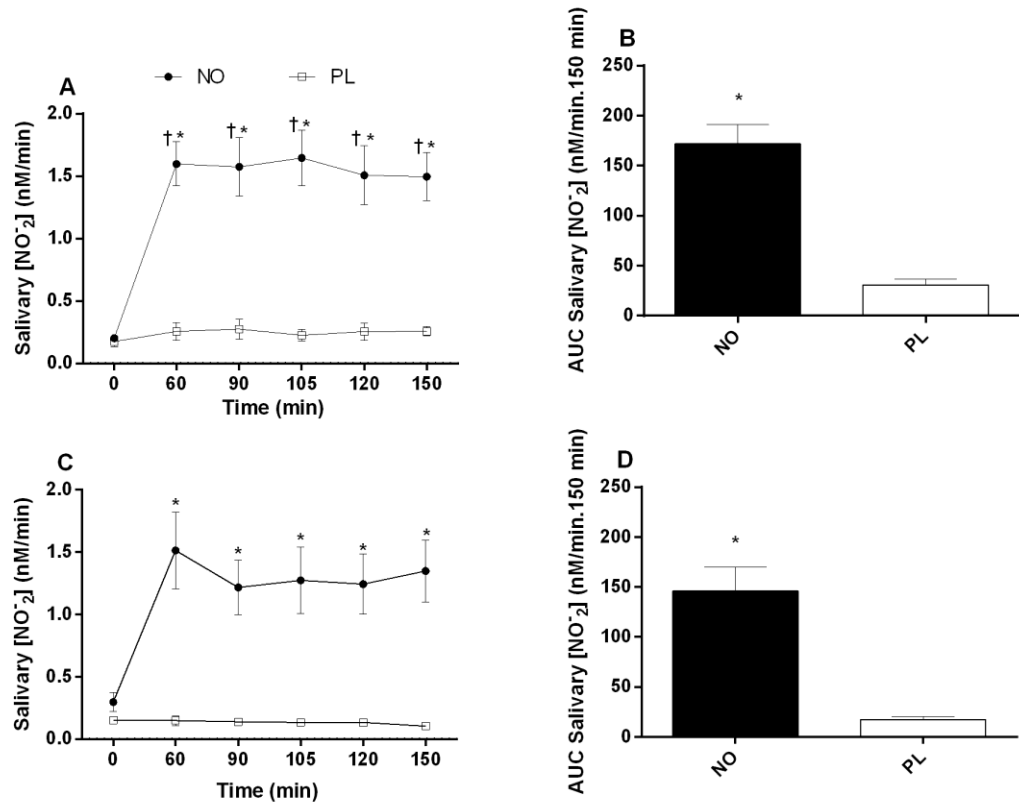 A
NO
PL
Salivary [NO⁻₂] (nM/min)
2.0
1.5
1.0
0.5
0.0
†* †* †* †* †*
0 60 90 105 120 150
Time (min)
B
AUC Salivary [NO⁻₂] (nM/min.150 min)
250
200
150
100
50
0
*
NO
PL
C
Salivary [NO⁻₂] (nM/min)
2.0
1.5
1.0
0.5
0.0
* * * * *
0 60 90 105 120 150
Time (min)
D
AUC Salivary [NO⁻₂] (nM/min.150 min)
250
200
150
100
50
0
*
NO
PL